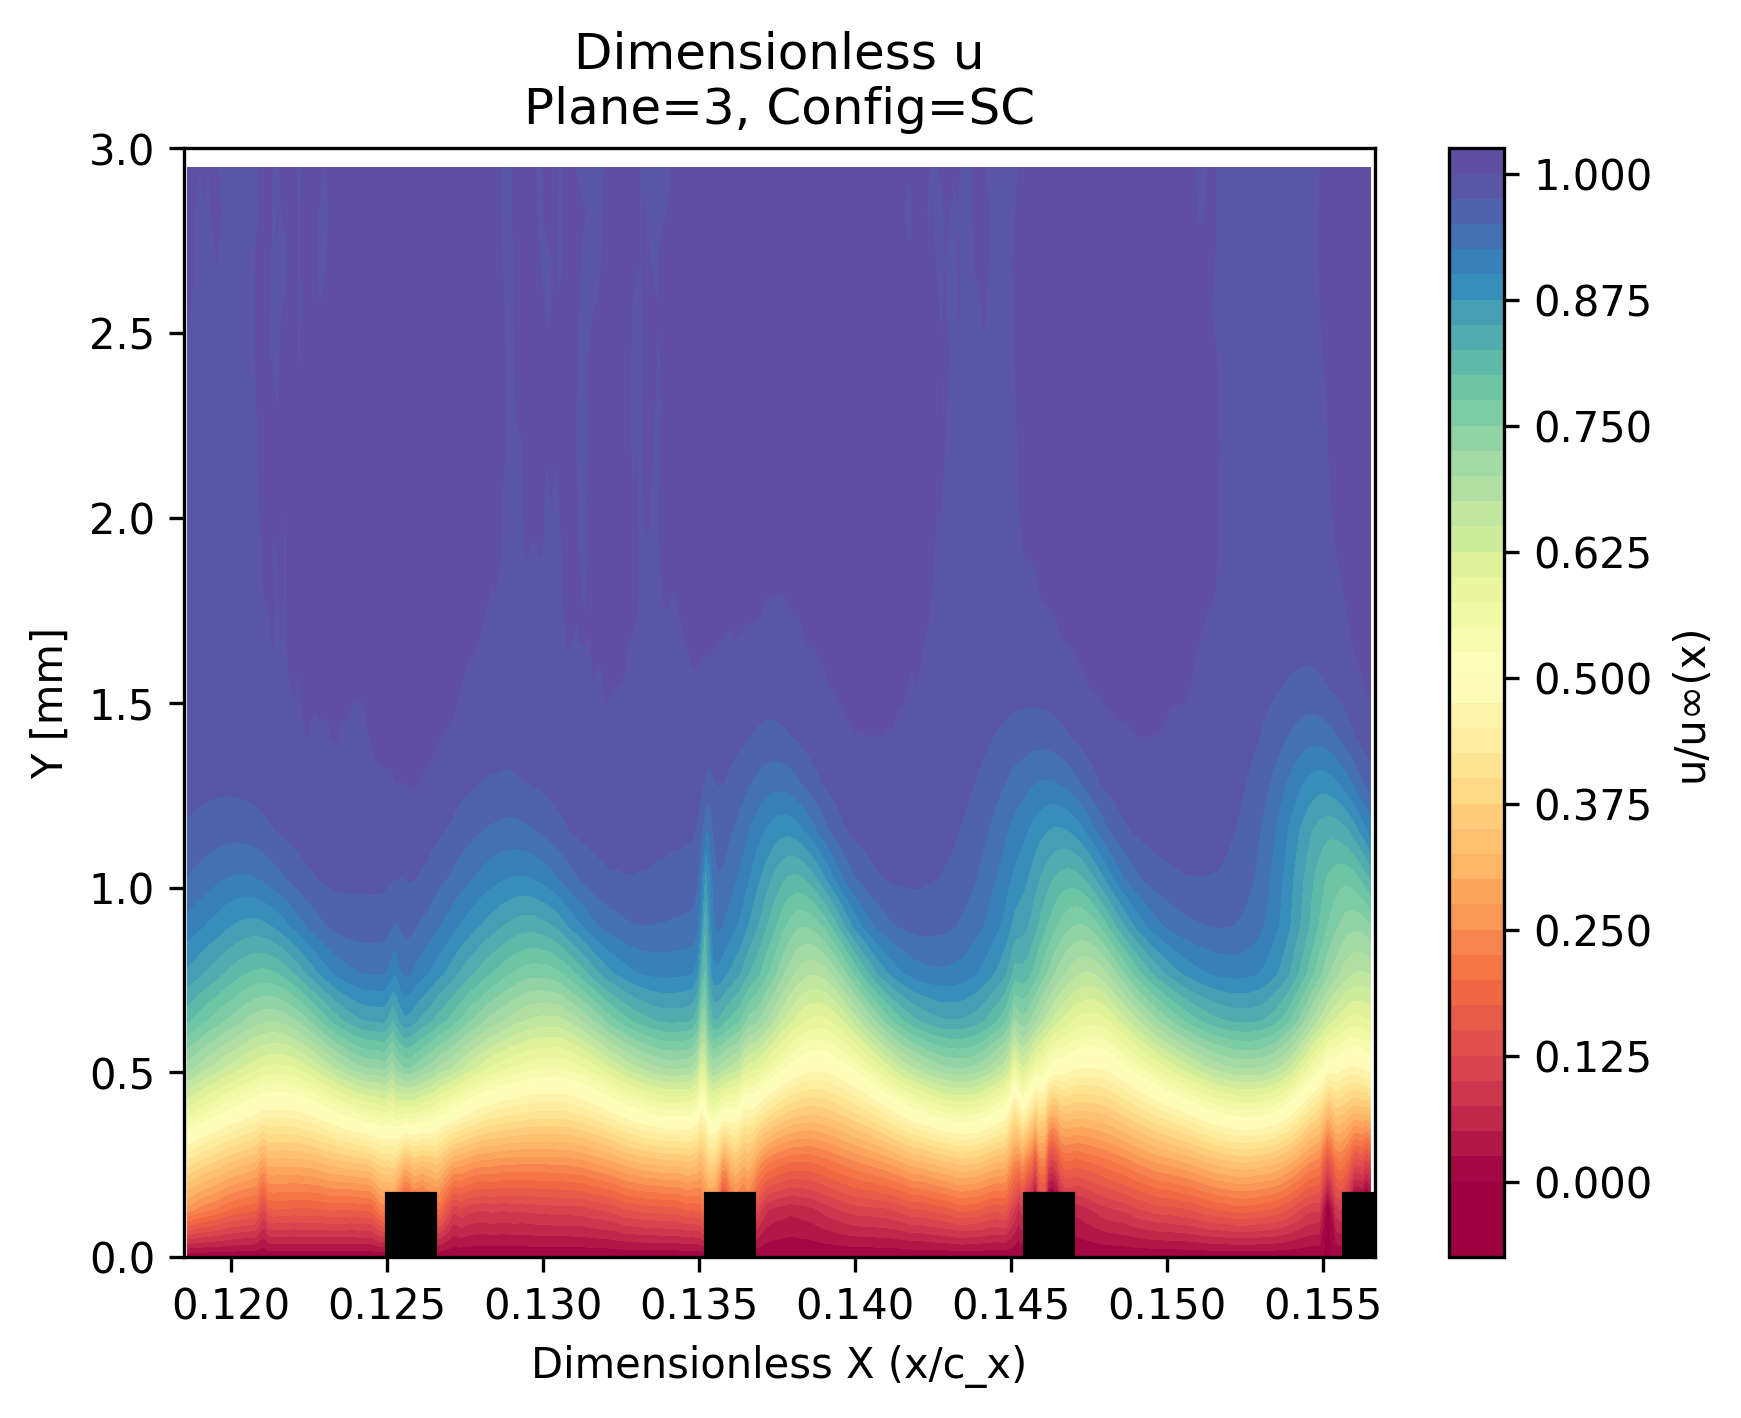 Dimensionless u
Plane=3, Config=SC
3.0
2.5
2.0
1.5
1.0
0.5
0.0
Y [mm]
0.120 0.125 0.130 0.135 0.140 0.145 0.150 0.155
Dimensionless X (x/c_x)
1.000
0.875
0.750
0.625
0.500
0.375
0.250
0.125
0.000
u/u∞(x)